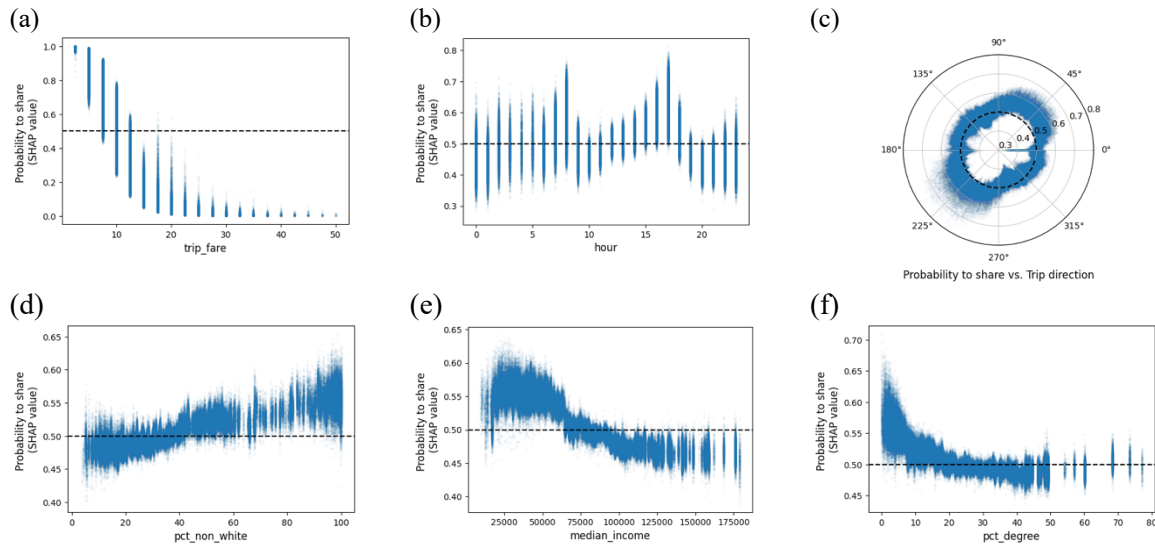 (a)
1.0
0.8
0.6
0.4
0.2
0.0
Probability to share
(SHAP value)
10 20 30 40 50
trip_fare
(b)
0.8
0.7
0.6
0.5
0.4
0.3
Probability to share
(SHAP value)
0 5 10 15 20
hour
(c)
90°
135° 45°
0.8
0.7
0.6
0.5
0.4
0.3
180° 0°
225° 315°
270°
Probability to share vs. Trip direction
(d)
0.65
0.60
0.55
0.50
0.45
0.40
Probability to share
(SHAP value)
0 20 40 60 80 100
pct_non_white
(e)
0.65
0.60
0.55
0.50
0.45
0.40
Probability to share
(SHAP value)
25000 50000 75000 100000 125000 150000 175000
median_income
(f)
0.70
0.65
0.60
0.55
0.50
0.45
Probability to share
(SHAP value)
0 10 20 30 40 50 60 70 80
pct_degree